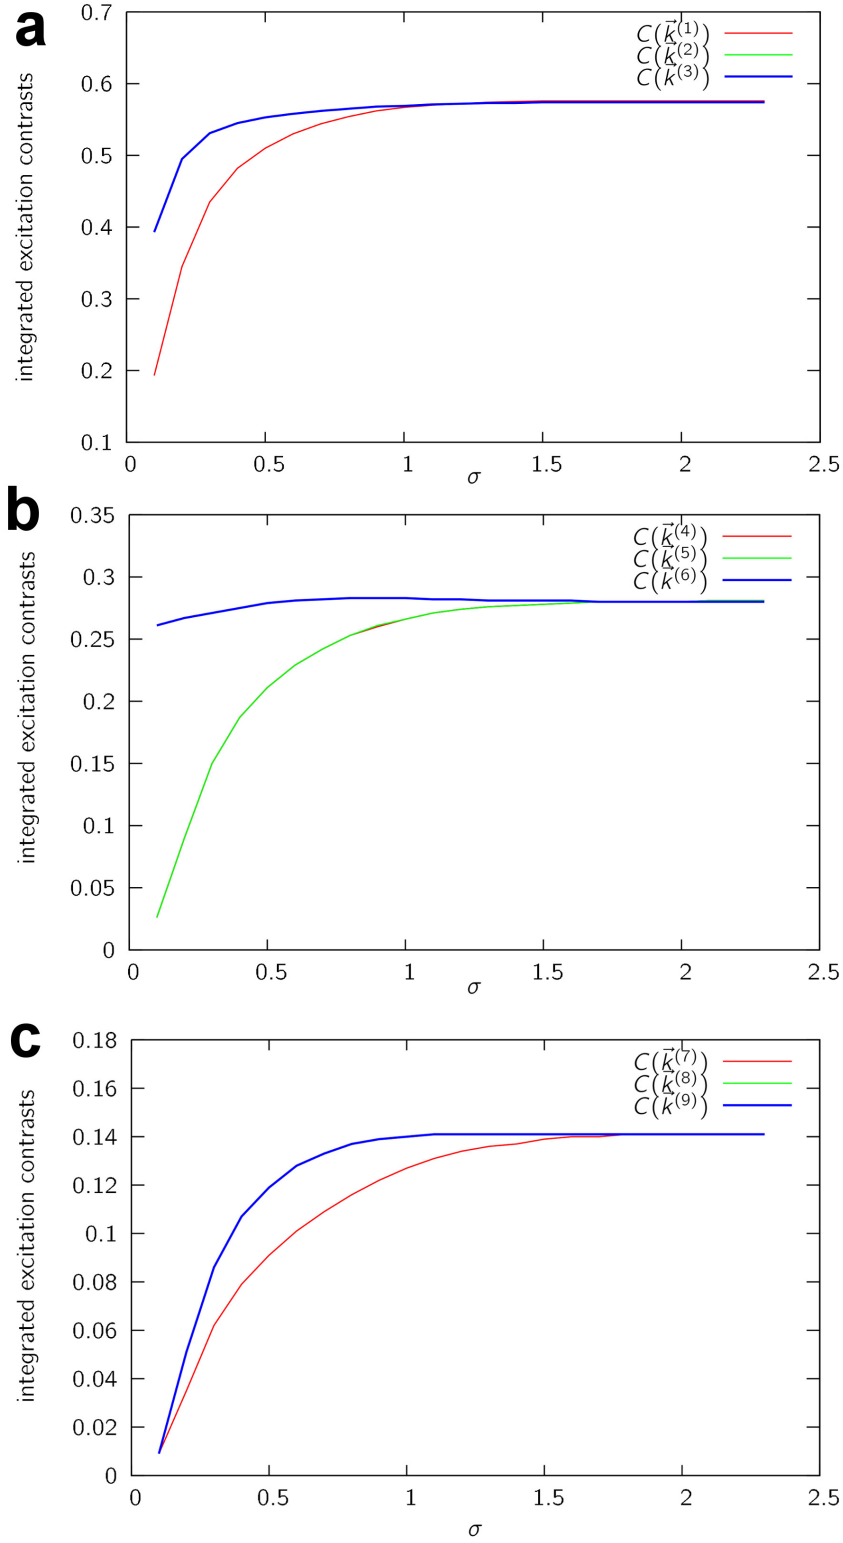 a
0.7
0.6
0.5
0.4
0.3
0.2
0.1
integrated excitation contrasts
C(k⃗⁽¹⁾)
C(k⃗⁽²⁾)
C(k⃗⁽³⁾)
0 0.5 1 1.5 2 2.5
σ
b
0.35
0.3
0.25
0.2
0.15
0.1
0.05
0
integrated excitation contrasts
C(k⃗⁽⁴⁾)
C(k⃗⁽⁵⁾)
C(k⃗⁽⁶⁾)
0 0.5 1 1.5 2 2.5
σ
c
0.18
0.16
0.14
0.12
0.1
0.08
0.06
0.04
0.02
0
integrated excitation contrasts
C(k⃗⁽⁷⁾)
C(k⃗⁽⁸⁾)
C(k⃗⁽⁹⁾)
0 0.5 1 1.5 2 2.5
σ